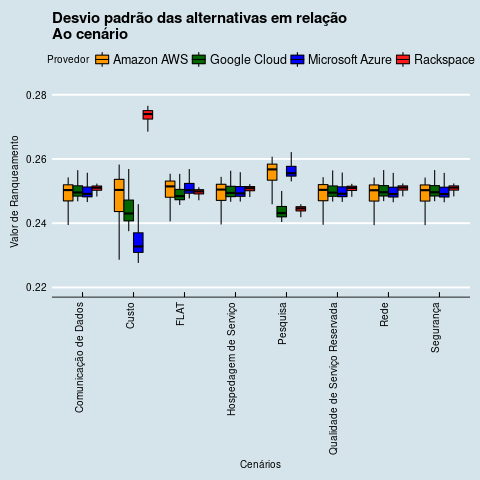 Desvio padrão das alternativas em relação
Ao cenário
Provedor Amazon AWS Google Cloud Microsoft Azure Rackspace
Valor de Ranqueamento
0.28
0.26
0.24
0.22
Comunicação de Dados
Custo
FLAT
Hospedagem de Serviço
Pesquisa
Qualidade de Serviço Reservada
Rede
Segurança
Cenários